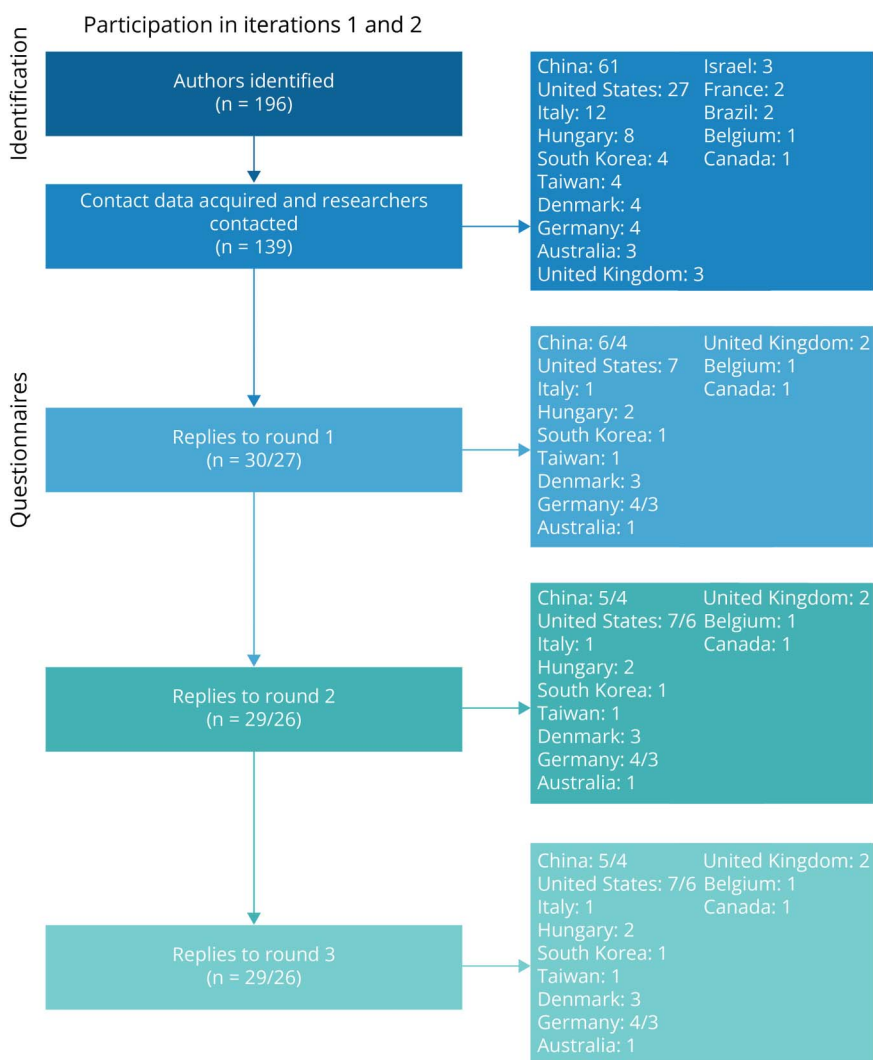 Participation in iterations 1 and 2
Identification
Authors identified
(n = 196)
Contact data acquired and researchers
contacted
(n = 139)
China: 61
United States: 27
Italy: 12
Hungary: 8
South Korea: 4
Taiwan: 4
Denmark: 4
Germany: 4
Australia: 3
United Kingdom: 3
Israel: 3
France: 2
Brazil: 2
Belgium: 1
Canada: 1
Questionnaires
Replies to round 1
(n = 30/27)
China: 6/4
United States: 7
Italy: 1
Hungary: 2
South Korea: 1
Taiwan: 1
Denmark: 3
Germany: 4/3
Australia: 1
United Kingdom: 2
Belgium: 1
Canada: 1
Replies to round 2
(n = 29/26)
China: 5/4
United States: 7/6
Italy: 1
Hungary: 2
South Korea: 1
Taiwan: 1
Denmark: 3
Germany: 4/3
Australia: 1
United Kingdom: 2
Belgium: 1
Canada: 1
Replies to round 3
(n = 29/26)
China: 5/4
United States: 7/6
Italy: 1
Hungary: 2
South Korea: 1
Taiwan: 1
Denmark: 3
Germany: 4/3
Australia: 1
United Kingdom: 2
Belgium: 1
Canada: 1